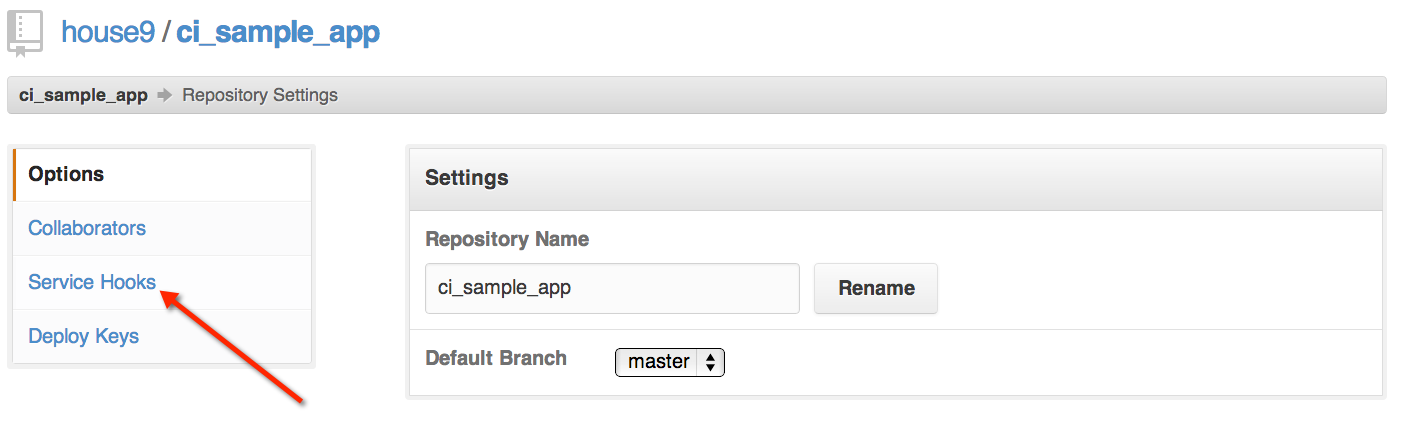 house9 / ci_sample_app
ci_sample_app Repository Settings
Options
Collaborators
Service Hooks
Deploy Keys
Settings
Repository Name
ci_sample_app Rename
Default Branch master